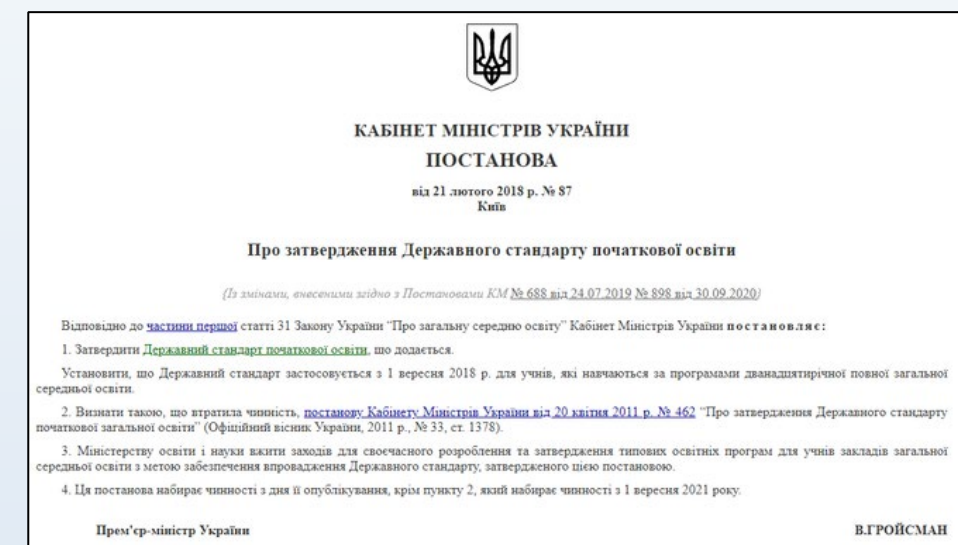 КАБІНЕТ МІНІСТРІВ УКРАЇНИ
ПОСТАНОВА
від 21 лютого 2018 р. № 87
Київ
Про затвердження Державного стандарту початкової освіти
{Із змінами, внесеними згідно з Постановами КМ № 688 від 24.07.2019 № 898 від 30.09.2020}
Відповідно до частини першої статті 31 Закону України “Про загальну середню освіту” Кабінет Міністрів України постановляє:
1. Затвердити Державний стандарт початкової освіти, що додається.
Установити, що Державний стандарт застосовується з 1 вересня 2018 р. для учнів, які навчаються за програмами дванадцятирічної повної загальної
середньої освіти.
2. Визнати такою, що втратила чинність, постанову Кабінету Міністрів України від 20 квітня 2011 р. № 462 “Про затвердження Державного стандарту
початкової загальної освіти” (Офіційний вісник України, 2011 р., № 33, ст. 1378).
3. Міністерству освіти і науки вжити заходів для своєчасного розроблення та затвердження типових освітніх програм для учнів закладів загальної
середньої освіти з метою забезпечення впровадження Державного стандарту, затвердженого цією постановою.
4. Ця постанова набирає чинності з дня її опублікування, крім пункту 2, який набирає чинності з 1 вересня 2021 року.
Прем'єр-міністр України В.ГРОЙСМАН